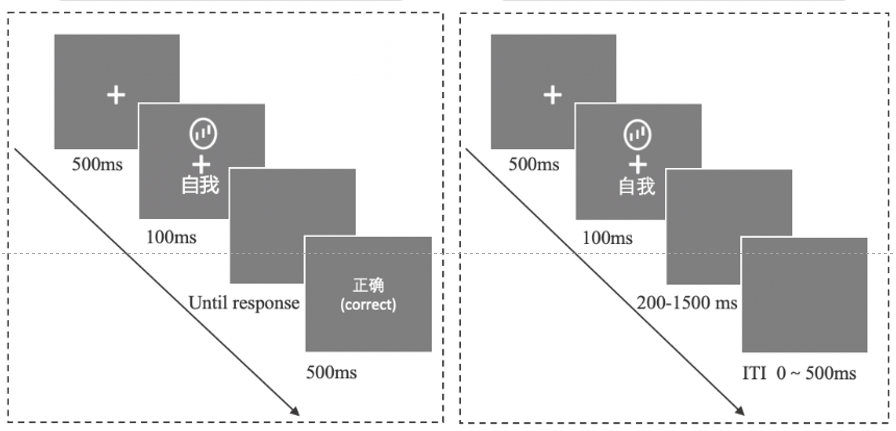 500ms
自我
100ms
Until response
正确
(correct)
500ms
500ms
自我
100ms
200-1500 ms
ITI 0 ~ 500ms